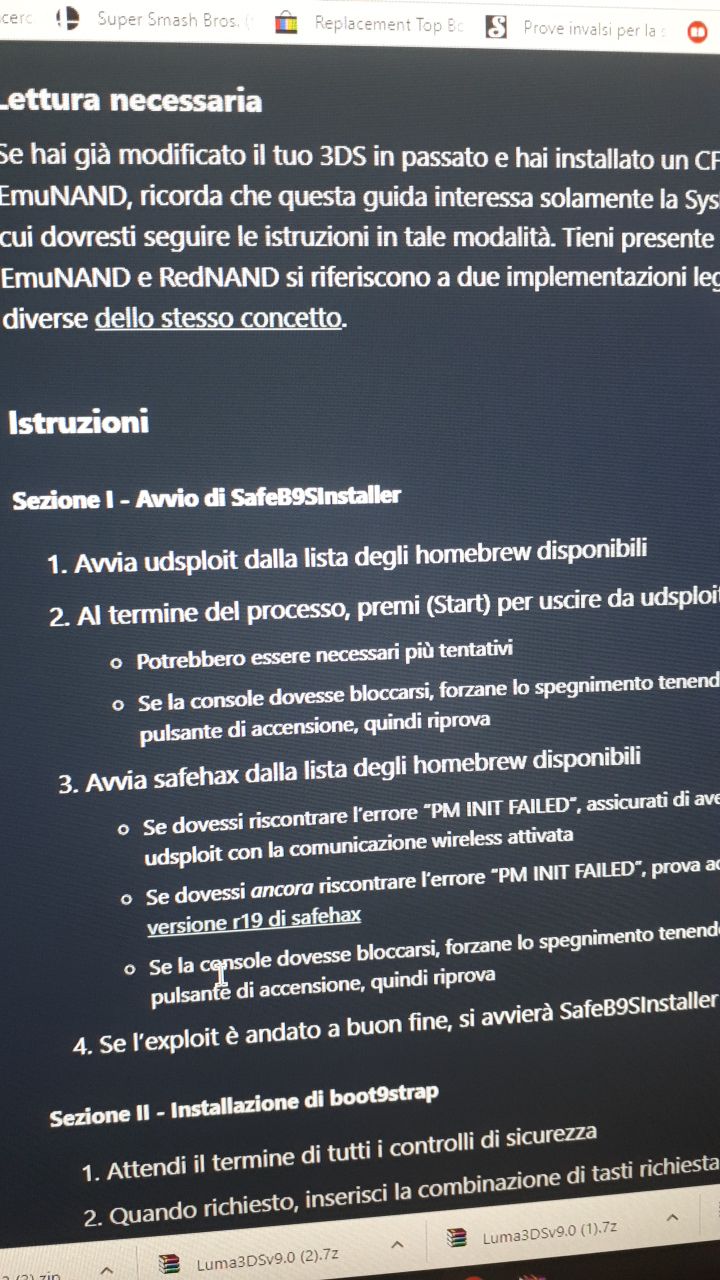 Super Smash Bros. (
Replacement Top Bo
Prove invalsi per la s
Lettura necessaria
Se hai già modificato il tuo 3DS in passato e hai installato un CF
EmuNAND, ricorda che questa guida interessa solamente la Sys
cui dovresti seguire le istruzioni in tale modalità. Tieni presente
EmuNAND e RedNAND si riferiscono a due implementazioni leg
diverse dello stesso concetto.
Istruzioni
Sezione I - Avvio di SafeB9SInstaller
1. Avvia udsploit dalla lista degli homebrew disponibili
2. Al termine del processo, premi (Start) per uscire da udsploit
Potrebbero essere necessari più tentativi
Se la console dovesse bloccarsi, forzane lo spegnimento tenend
pulsante di accensione, quindi riprova
3. Avvia safehax dalla lista degli homebrew disponibili
Se dovessi riscontrare l'errore "PM INIT FAILED", assicurati di ave
udsploit con la comunicazione wireless attivata
Se dovessi ancora riscontrare l'errore "PM INIT FAILED", prova ad
versione r19 di safehax
Se la console dovesse bloccarsi, forzane lo spegnimento tenendo
pulsante di accensione, quindi riprova
4. Se l'exploit è andato a buon fine, si avvierà SafeB9SInstaller
Sezione II - Installazione di boot9strap
1. Attendi il termine di tutti i controlli di sicurezza
2. Quando richiesto, inserisci la combinazione di tasti richiesta
(2).zip
Luma3DSv9.0 (2).7z
Luma3DSv9.0 (1).7z